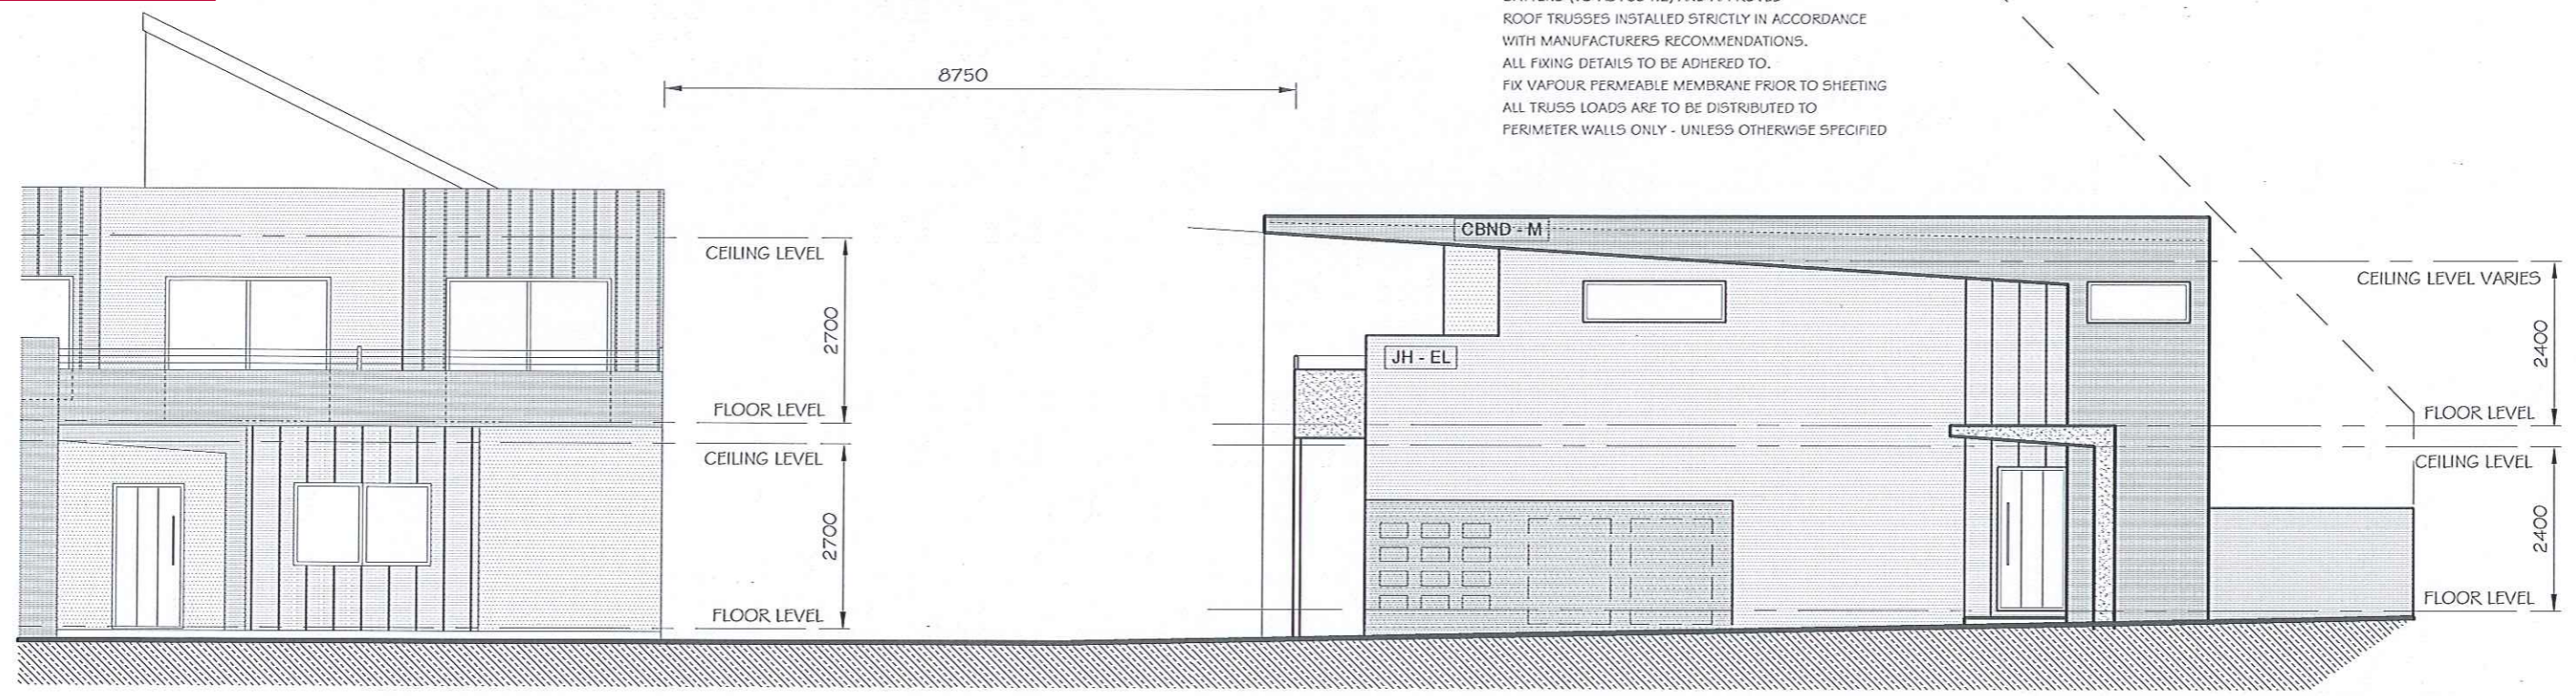 ROOF TRUSSES INSTALLED STRICTLY IN ACCORDANCE
WITH MANUFACTURERS RECOMMENDATIONS.
ALL FIXING DETAILS TO BE ADHERED TO.
FIX VAPOUR PERMEABLE MEMBRANE PRIOR TO SHEETING
ALL TRUSS LOADS ARE TO BE DISTRIBUTED TO
PERIMETER WALLS ONLY - UNLESS OTHERWISE SPECIFIED
8750
CEILING LEVEL
2700
FLOOR LEVEL
CEILING LEVEL
2700
FLOOR LEVEL
CBND - M
JH - EL
CEILING LEVEL VARIES
2400
FLOOR LEVEL
CEILING LEVEL
2400
FLOOR LEVEL